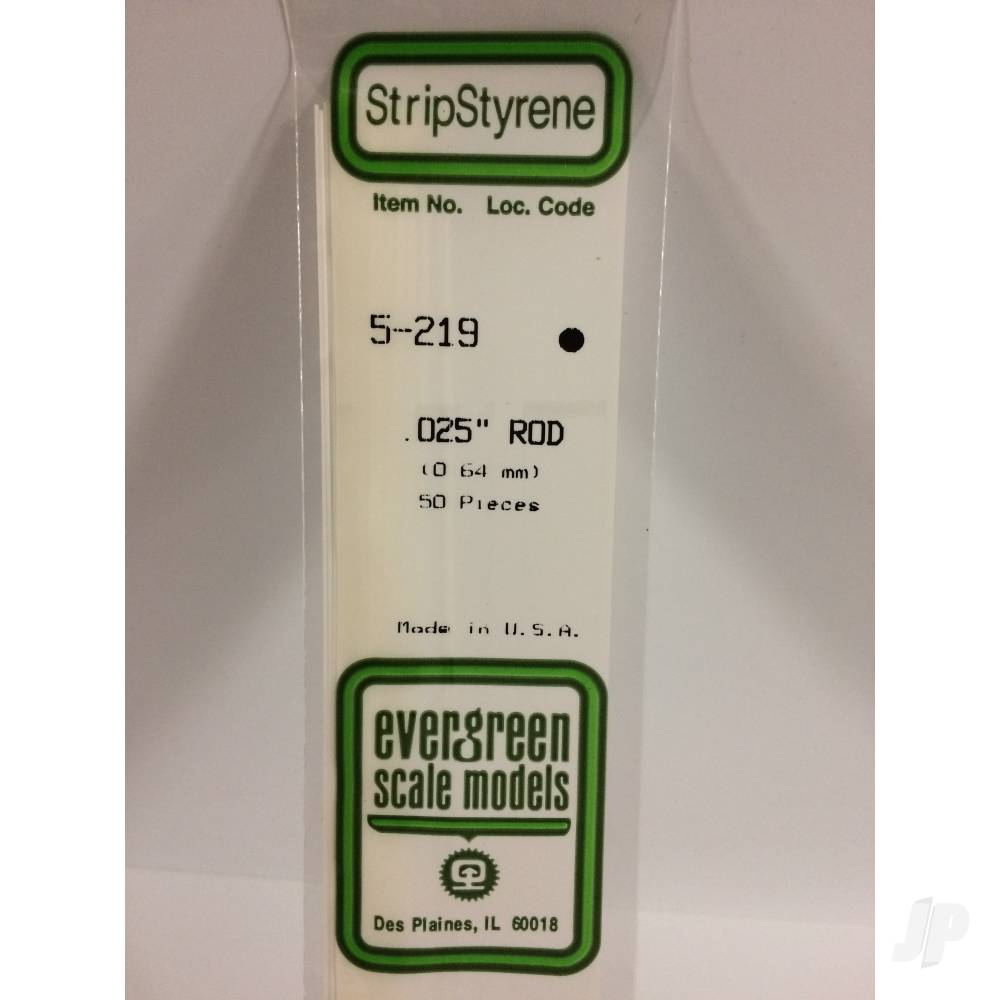 StripStyrene
Item No. Loc. Code
5-219
.025" ROD
(0.64 mm)
50 Pieces
Made in U.S.A.
evergreen
scale models
Des Plaines, IL 60018
JP